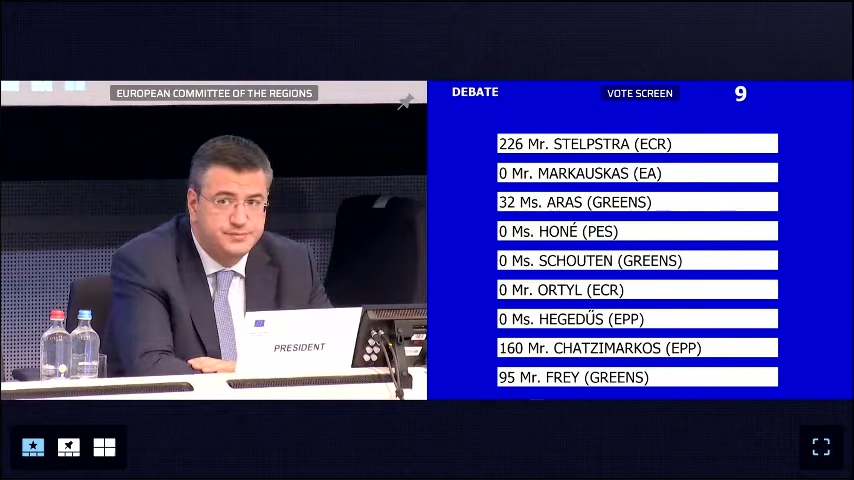 EUROPEAN COMMITTEE OF THE REGIONS
PRESIDENT
DEBATE
VOTE SCREEN
9
226 Mr. STELPSTRA (ECR)
0 Mr. MARKAUSKAS (EA)
32 Ms. ARAS (GREENS)
0 Ms. HONÉ (PES)
0 Ms. SCHOUTEN (GREENS)
0 Mr. ORTYL (ECR)
0 Ms. HEGEDŰS (EPP)
160 Mr. CHATZIMARKOS (EPP)
95 Mr. FREY (GREENS)